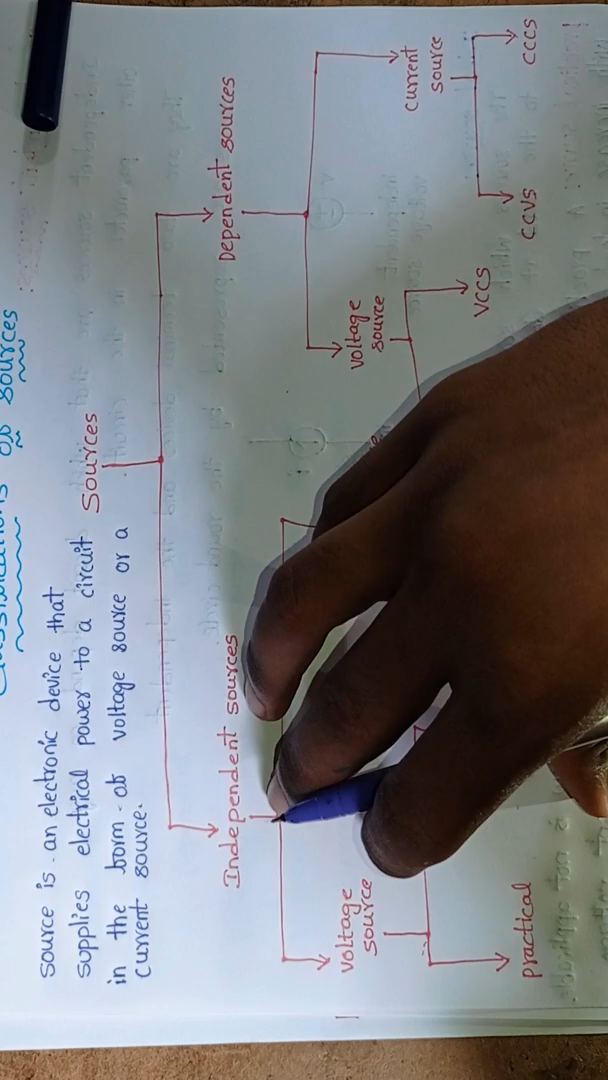 sources
source is an electronic device that
supplies electrical power to a circuit
in the form of voltage source or a
current source.
Sources
Independent sources
Dependent sources
voltage
source
voltage
source
current
source
practical
VCCS
CCVS
CCCS